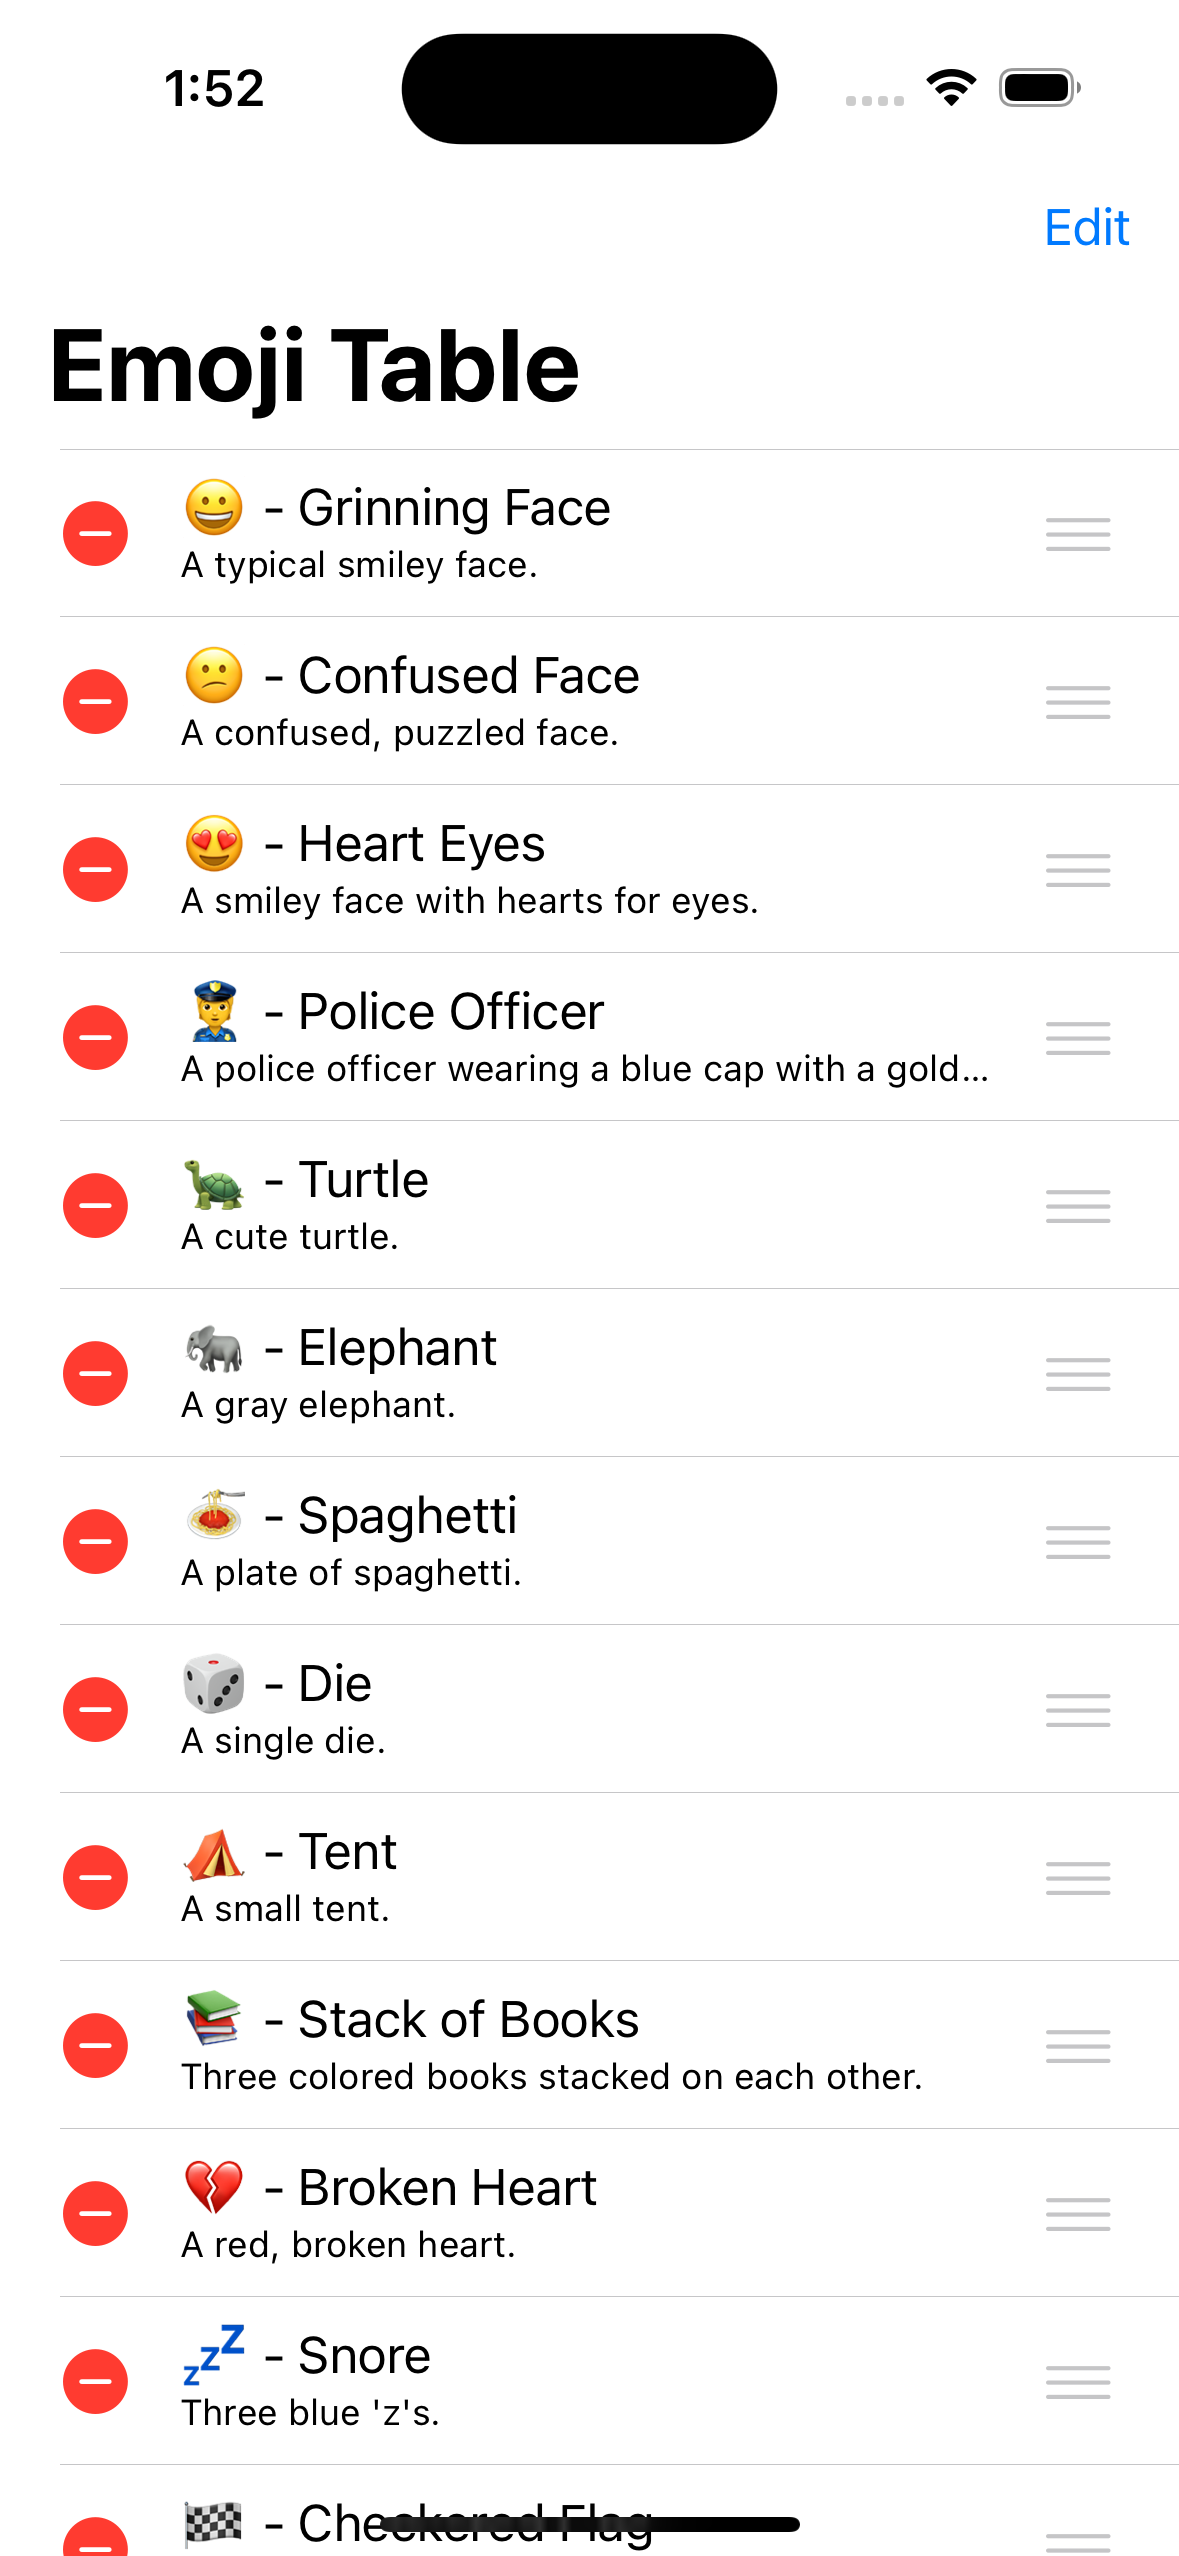 1:52
Edit
Emoji Table
😀 - Grinning Face
A typical smiley face.
😕 - Confused Face
A confused, puzzled face.
😍 - Heart Eyes
A smiley face with hearts for eyes.
👮 - Police Officer
A police officer wearing a blue cap with a gold...
🐢 - Turtle
A cute turtle.
🐘 - Elephant
A gray elephant.
🍝 - Spaghetti
A plate of spaghetti.
🎲 - Die
A single die.
⛺️ - Tent
A small tent.
📚 - Stack of Books
Three colored books stacked on each other.
💔 - Broken Heart
A red, broken heart.
💤 - Snore
Three blue 'z's.
🏁 - Checkered Flag